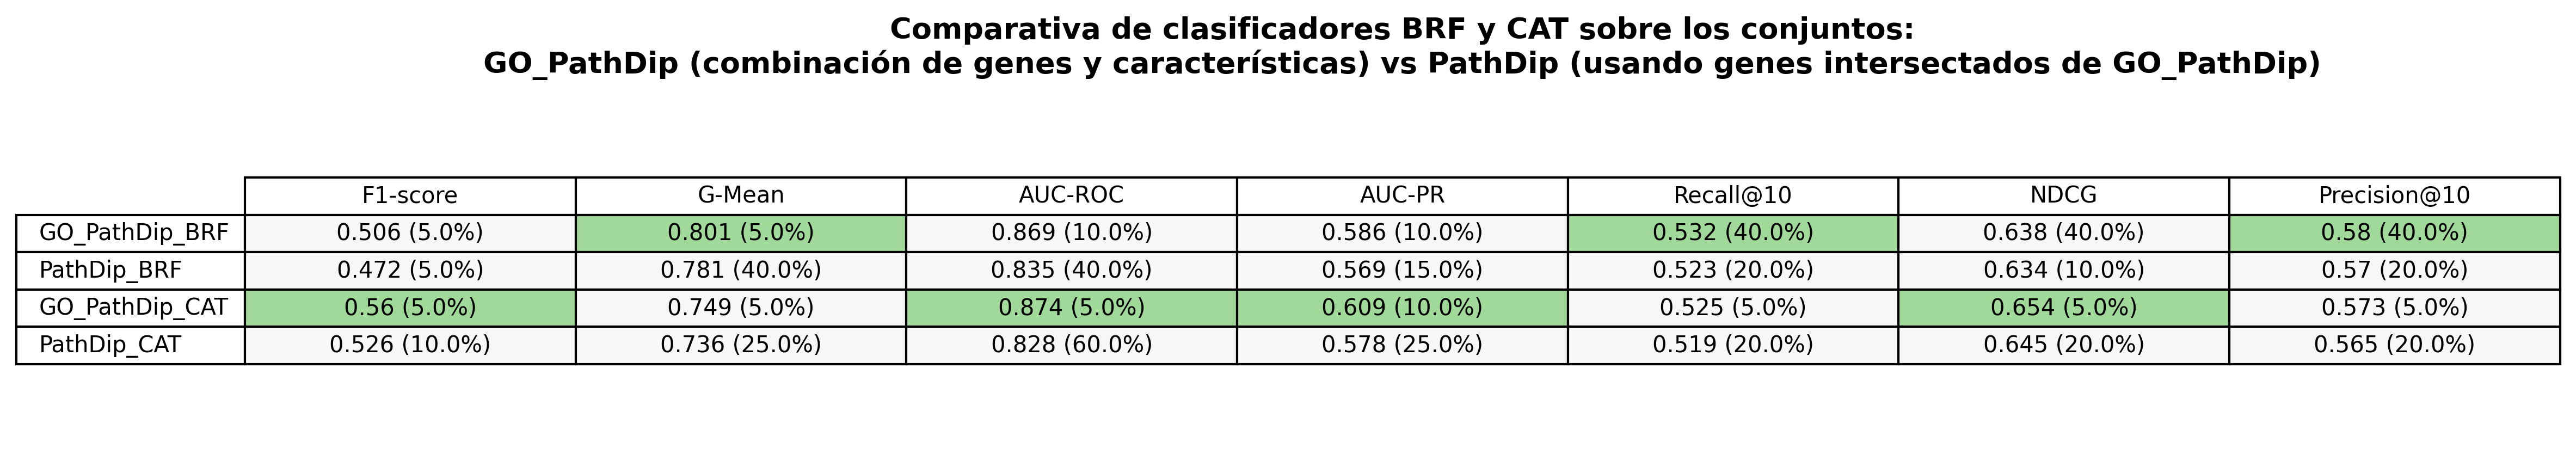 Comparativa de clasificadores BRF y CAT sobre los conjuntos:
GO_PathDip (combinación de genes y características) vs PathDip (usando genes intersectados de GO_PathDip)
F1-score G-Mean AUC-ROC AUC-PR Recall@10 NDCG Precision@10
GO_PathDip_BRF 0.506 (5.0%) 0.801 (5.0%) 0.869 (10.0%) 0.586 (10.0%) 0.532 (40.0%) 0.638 (40.0%) 0.58 (40.0%)
PathDip_BRF 0.472 (5.0%) 0.781 (40.0%) 0.835 (40.0%) 0.569 (15.0%) 0.523 (20.0%) 0.634 (10.0%) 0.57 (20.0%)
GO_PathDip_CAT 0.56 (5.0%) 0.749 (5.0%) 0.874 (5.0%) 0.609 (10.0%) 0.525 (5.0%) 0.654 (5.0%) 0.573 (5.0%)
PathDip_CAT 0.526 (10.0%) 0.736 (25.0%) 0.828 (60.0%) 0.578 (25.0%) 0.519 (20.0%) 0.645 (20.0%) 0.565 (20.0%)